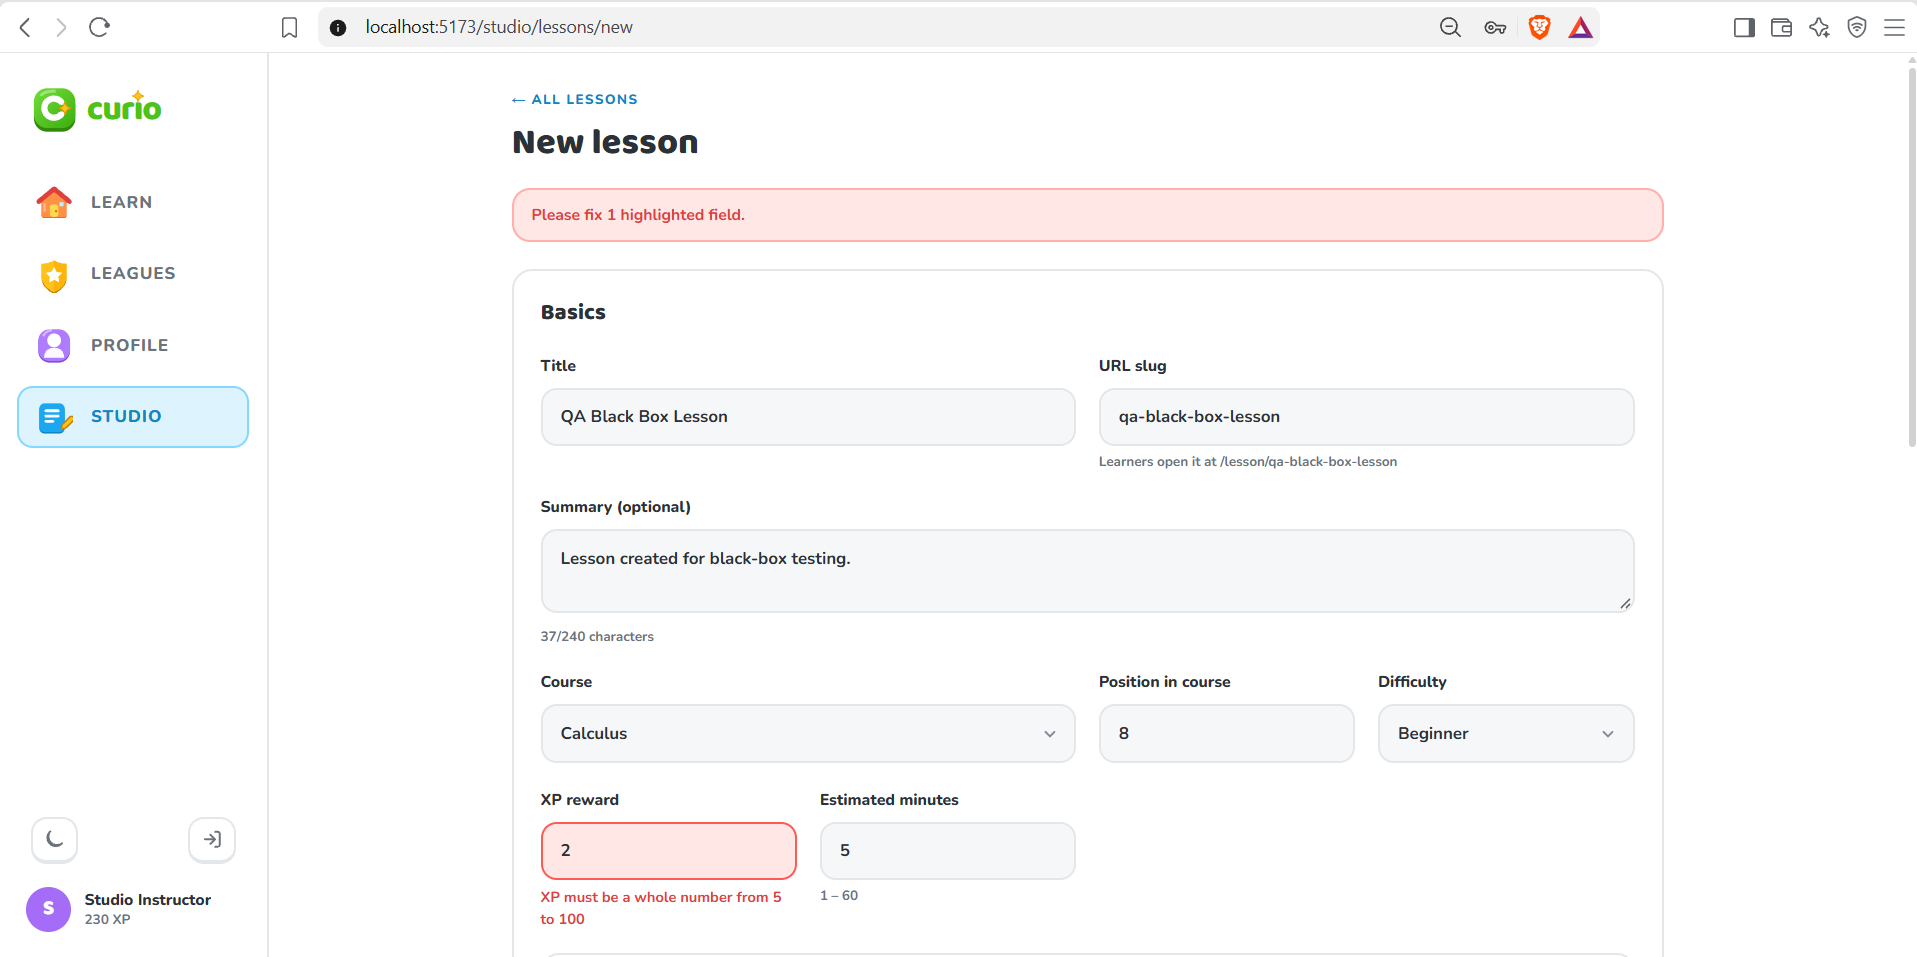 localhost:5173/studio/lessons/new
curio
LEARN
LEAGUES
PROFILE
STUDIO
S
Studio Instructor
230 XP
← ALL LESSONS
New lesson
Please fix 1 highlighted field.
Basics
Title
QA Black Box Lesson
URL slug
qa-black-box-lesson
Learners open it at /lesson/qa-black-box-lesson
Summary (optional)
Lesson created for black-box testing.
37/240 characters
Course
Calculus
Position in course
8
Difficulty
Beginner
XP reward
2
XP must be a whole number from 5
to 100
Estimated minutes
5
1 – 60